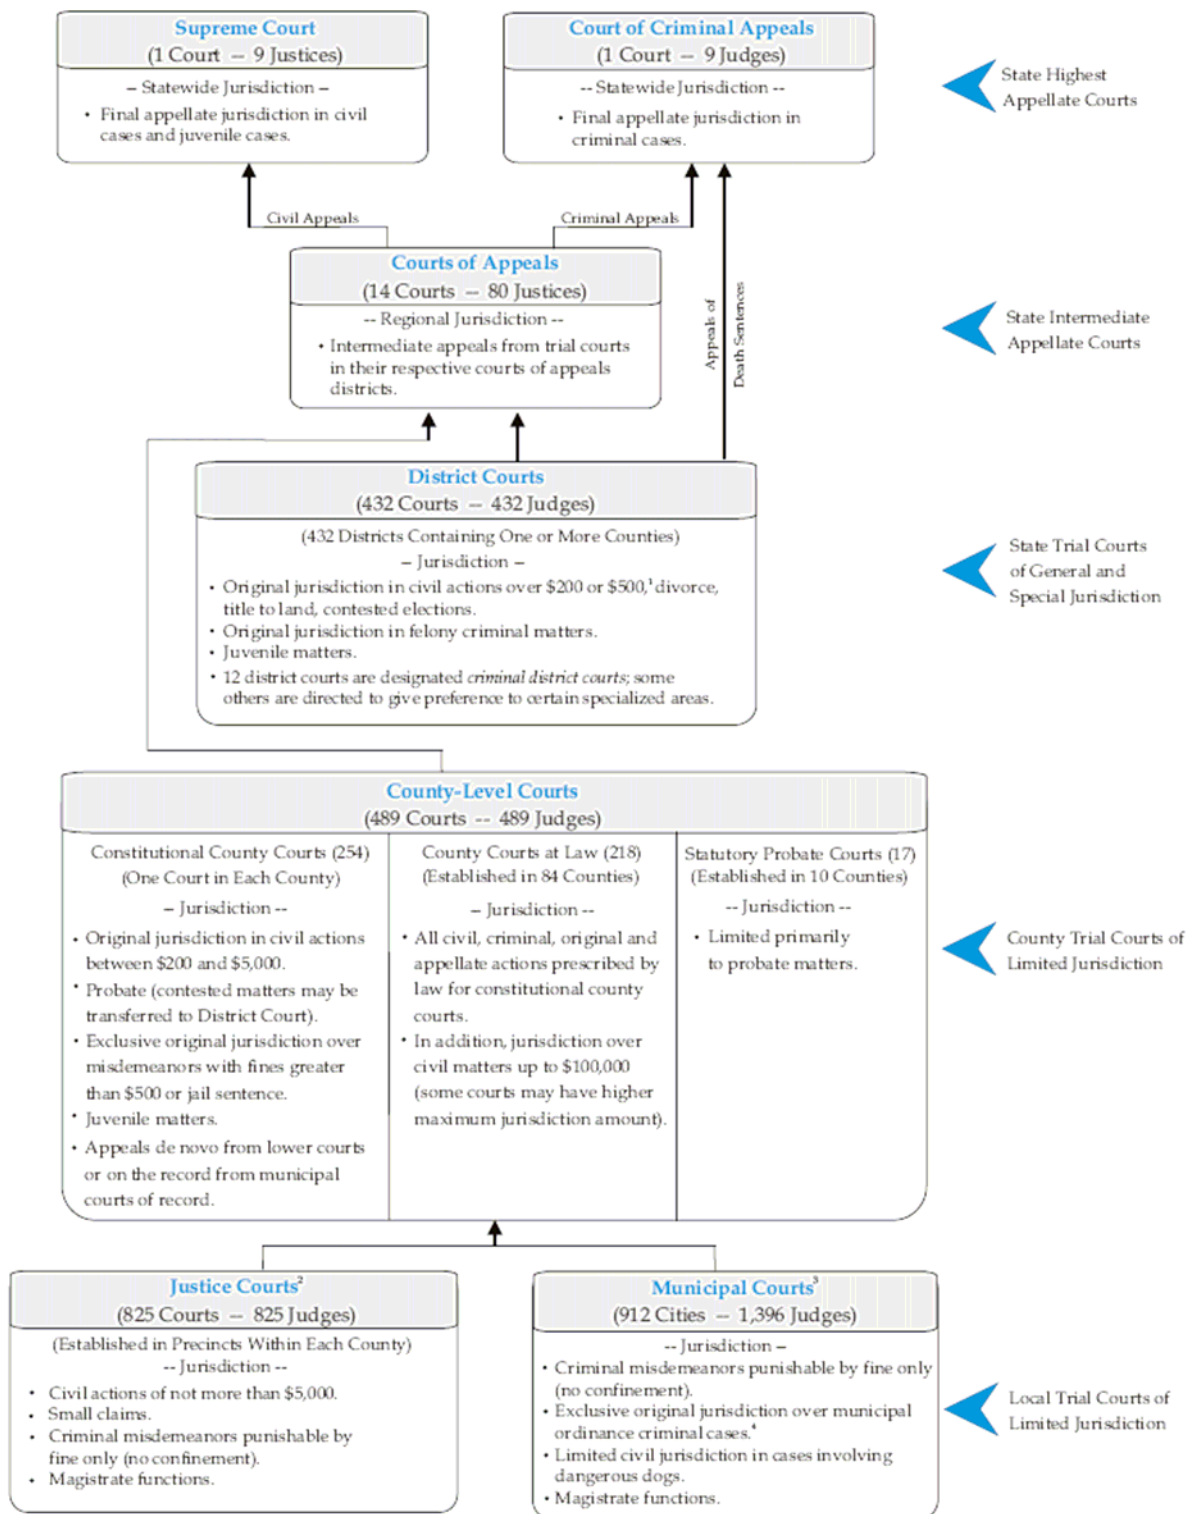 Supreme Court
(1 Court -- 9 Justices)
– Statewide Jurisdiction –
• Final appellate jurisdiction in civil
cases and juvenile cases.
Court of Criminal Appeals
(1 Court -- 9 Judges)
-- Statewide Jurisdiction --
• Final appellate jurisdiction in
criminal cases.
State Highest
Appellate Courts
Civil Appeals
Criminal Appeals
Appeals of
Death Sentences
Courts of Appeals
(14 Courts -- 80 Justices)
-- Regional Jurisdiction --
• Intermediate appeals from trial courts
in their respective courts of appeals
districts.
State Intermediate
Appellate Courts
District Courts
(432 Courts -- 432 Judges)
(432 Districts Containing One or More Counties)
– Jurisdiction –
• Original jurisdiction in civil actions over $200 or $500,¹ divorce,
title to land, contested elections.
• Original jurisdiction in felony criminal matters.
• Juvenile matters.
• 12 district courts are designated criminal district courts; some
others are directed to give preference to certain specialized areas.
State Trial Courts
of General and
Special Jurisdiction
County-Level Courts
(489 Courts -- 489 Judges)
Constitutional County Courts (254)
(One Court in Each County)
– Jurisdiction --
• Original jurisdiction in civil actions
between $200 and $5,000.
• Probate (contested matters may be
transferred to District Court).
• Exclusive original jurisdiction over
misdemeanors with fines greater
than $500 or jail sentence.
• Juvenile matters.
• Appeals de novo from lower courts
or on the record from municipal
courts of record.
County Courts at Law (218)
(Established in 84 Counties)
– Jurisdiction --
• All civil, criminal, original and
appellate actions prescribed by
law for constitutional county
courts.
• In addition, jurisdiction over
civil matters up to $100,000
(some courts may have higher
maximum jurisdiction amount).
Statutory Probate Courts (17)
(Established in 10 Counties)
-- Jurisdiction --
• Limited primarily
to probate matters.
County Trial Courts of
Limited Jurisdiction
Justice Courts²
(825 Courts -- 825 Judges)
(Established in Precincts Within Each County)
-- Jurisdiction --
• Civil actions of not more than $5,000.
• Small claims.
• Criminal misdemeanors punishable by
fine only (no confinement).
• Magistrate functions.
Municipal Courts³
(912 Cities -- 1,396 Judges)
-- Jurisdiction –
• Criminal misdemeanors punishable by fine only
(no confinement).
• Exclusive original jurisdiction over municipal
ordinance criminal cases.⁴
• Limited civil jurisdiction in cases involving
dangerous dogs.
• Magistrate functions.
Local Trial Courts of
Limited Jurisdiction